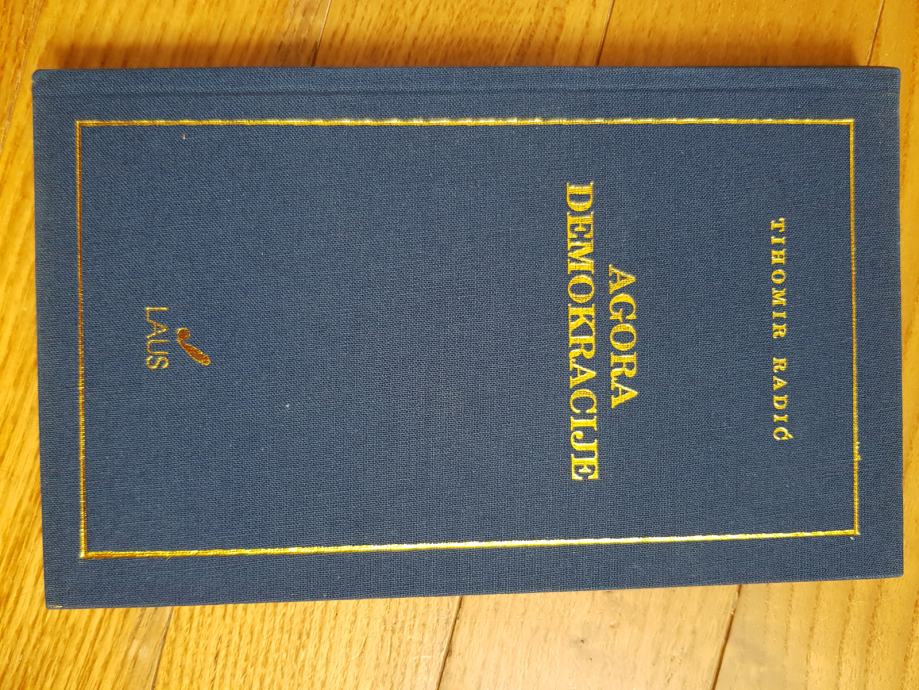 TIHOMIR RADIĆ
AGORA
DEMOKRACIJE
LAUS